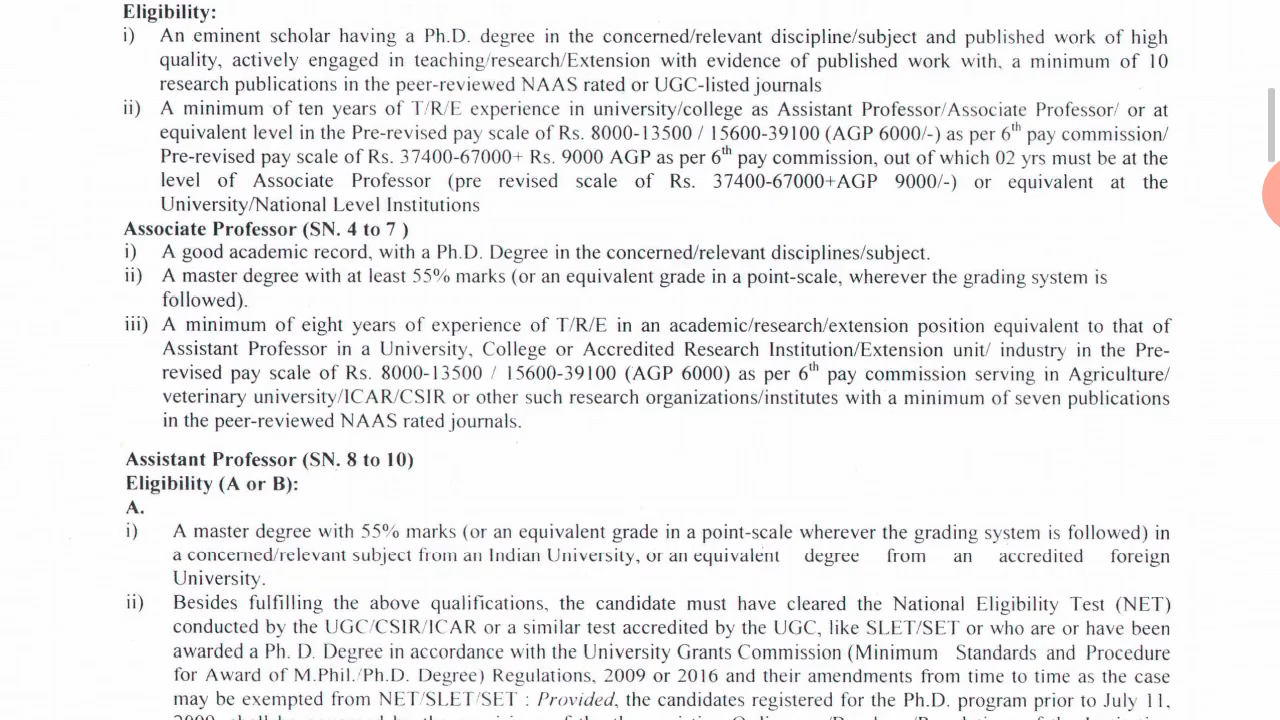 Eligibility:
i) An eminent scholar having a Ph.D. degree in the concerned/relevant discipline/subject and published work of high
quality, actively engaged in teaching/research/Extension with evidence of published work with, a minimum of 10
research publications in the peer-reviewed NAAS rated or UGC-listed journals
ii) A minimum of ten years of T/R/E experience in university/college as Assistant Professor/Associate Professor/ or at
equivalent level in the Pre-revised pay scale of Rs. 8000-13500 / 15600-39100 (AGP 6000/-) as per 6th pay commission/
Pre-revised pay scale of Rs. 37400-67000+ Rs. 9000 AGP as per 6th pay commission, out of which 02 yrs must be at the
level of Associate Professor (pre revised scale of Rs. 37400-67000+AGP 9000/-) or equivalent at the
University/National Level Institutions
Associate Professor (SN. 4 to 7 )
i) A good academic record, with a Ph.D. Degree in the concerned/relevant disciplines/subject.
ii) A master degree with at least 55% marks (or an equivalent grade in a point-scale, wherever the grading system is
followed).
iii) A minimum of eight years of experience of T/R/E in an academic/research/extension position equivalent to that of
Assistant Professor in a University, College or Accredited Research Institution/Extension unit/ industry in the Pre-
revised pay scale of Rs. 8000-13500 / 15600-39100 (AGP 6000) as per 6th pay commission serving in Agriculture/
veterinary university/ICAR/CSIR or other such research organizations/institutes with a minimum of seven publications
in the peer-reviewed NAAS rated journals.
Assistant Professor (SN. 8 to 10)
Eligibility (A or B):
A.
i) A master degree with 55% marks (or an equivalent grade in a point-scale wherever the grading system is followed) in
a concerned/relevant subject from an Indian University, or an equivalent degree from an accredited foreign
University.
ii) Besides fulfilling the above qualifications, the candidate must have cleared the National Eligibility Test (NET)
conducted by the UGC/CSIR/ICAR or a similar test accredited by the UGC, like SLET/SET or who are or have been
awarded a Ph. D. Degree in accordance with the University Grants Commission (Minimum Standards and Procedure
for Award of M.Phil./Ph.D. Degree) Regulations, 2009 or 2016 and their amendments from time to time as the case
may be exempted from NET/SLET/SET : Provided, the candidates registered for the Ph.D. program prior to July 11,